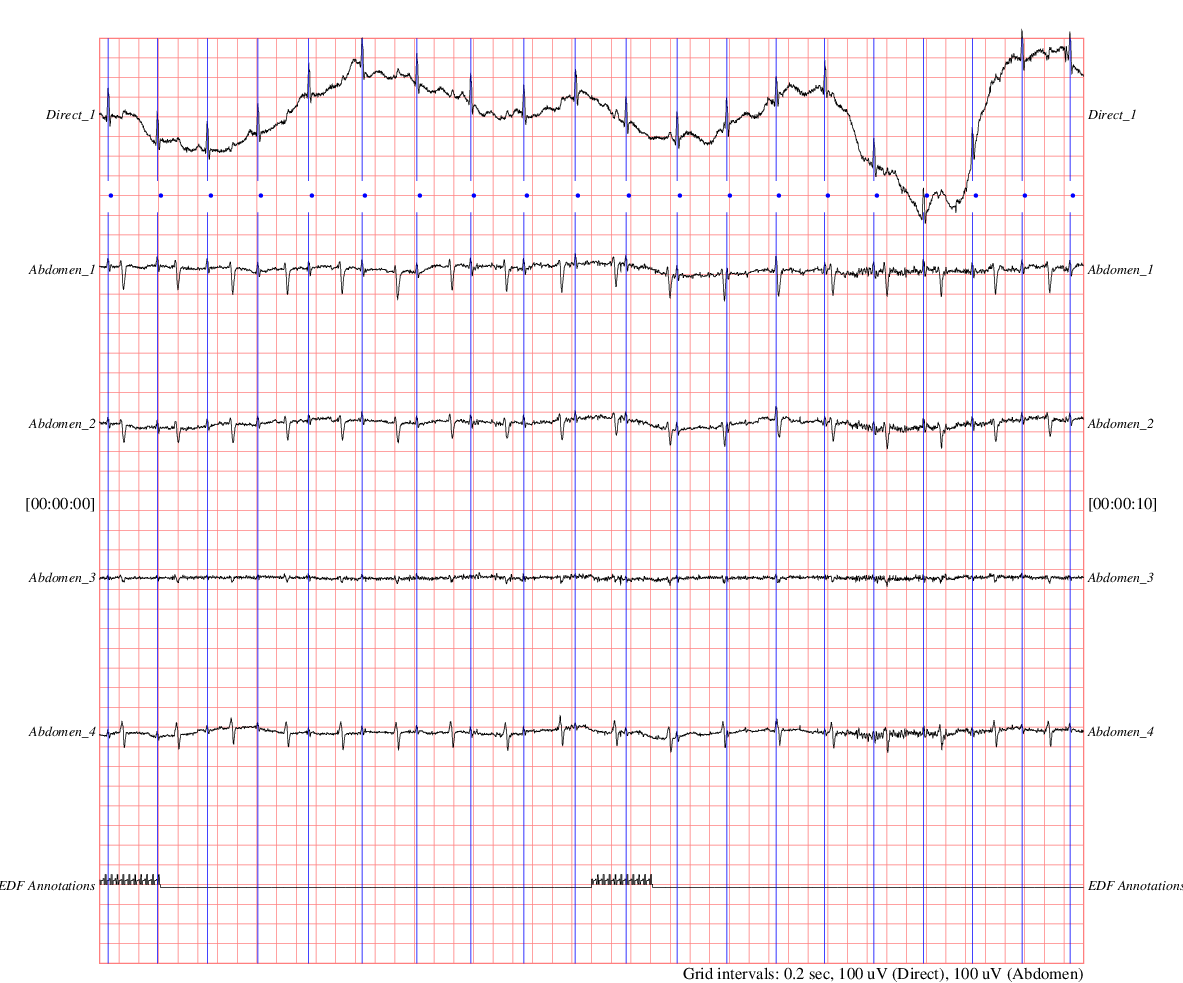 Direct_1 Direct_1
Abdomen_1 Abdomen_1
Abdomen_2 Abdomen_2
[00:00:00] [00:00:10]
Abdomen_3 Abdomen_3
Abdomen_4 Abdomen_4
EDF Annotations EDF Annotations
Grid intervals: 0.2 sec, 100 uV (Direct), 100 uV (Abdomen)